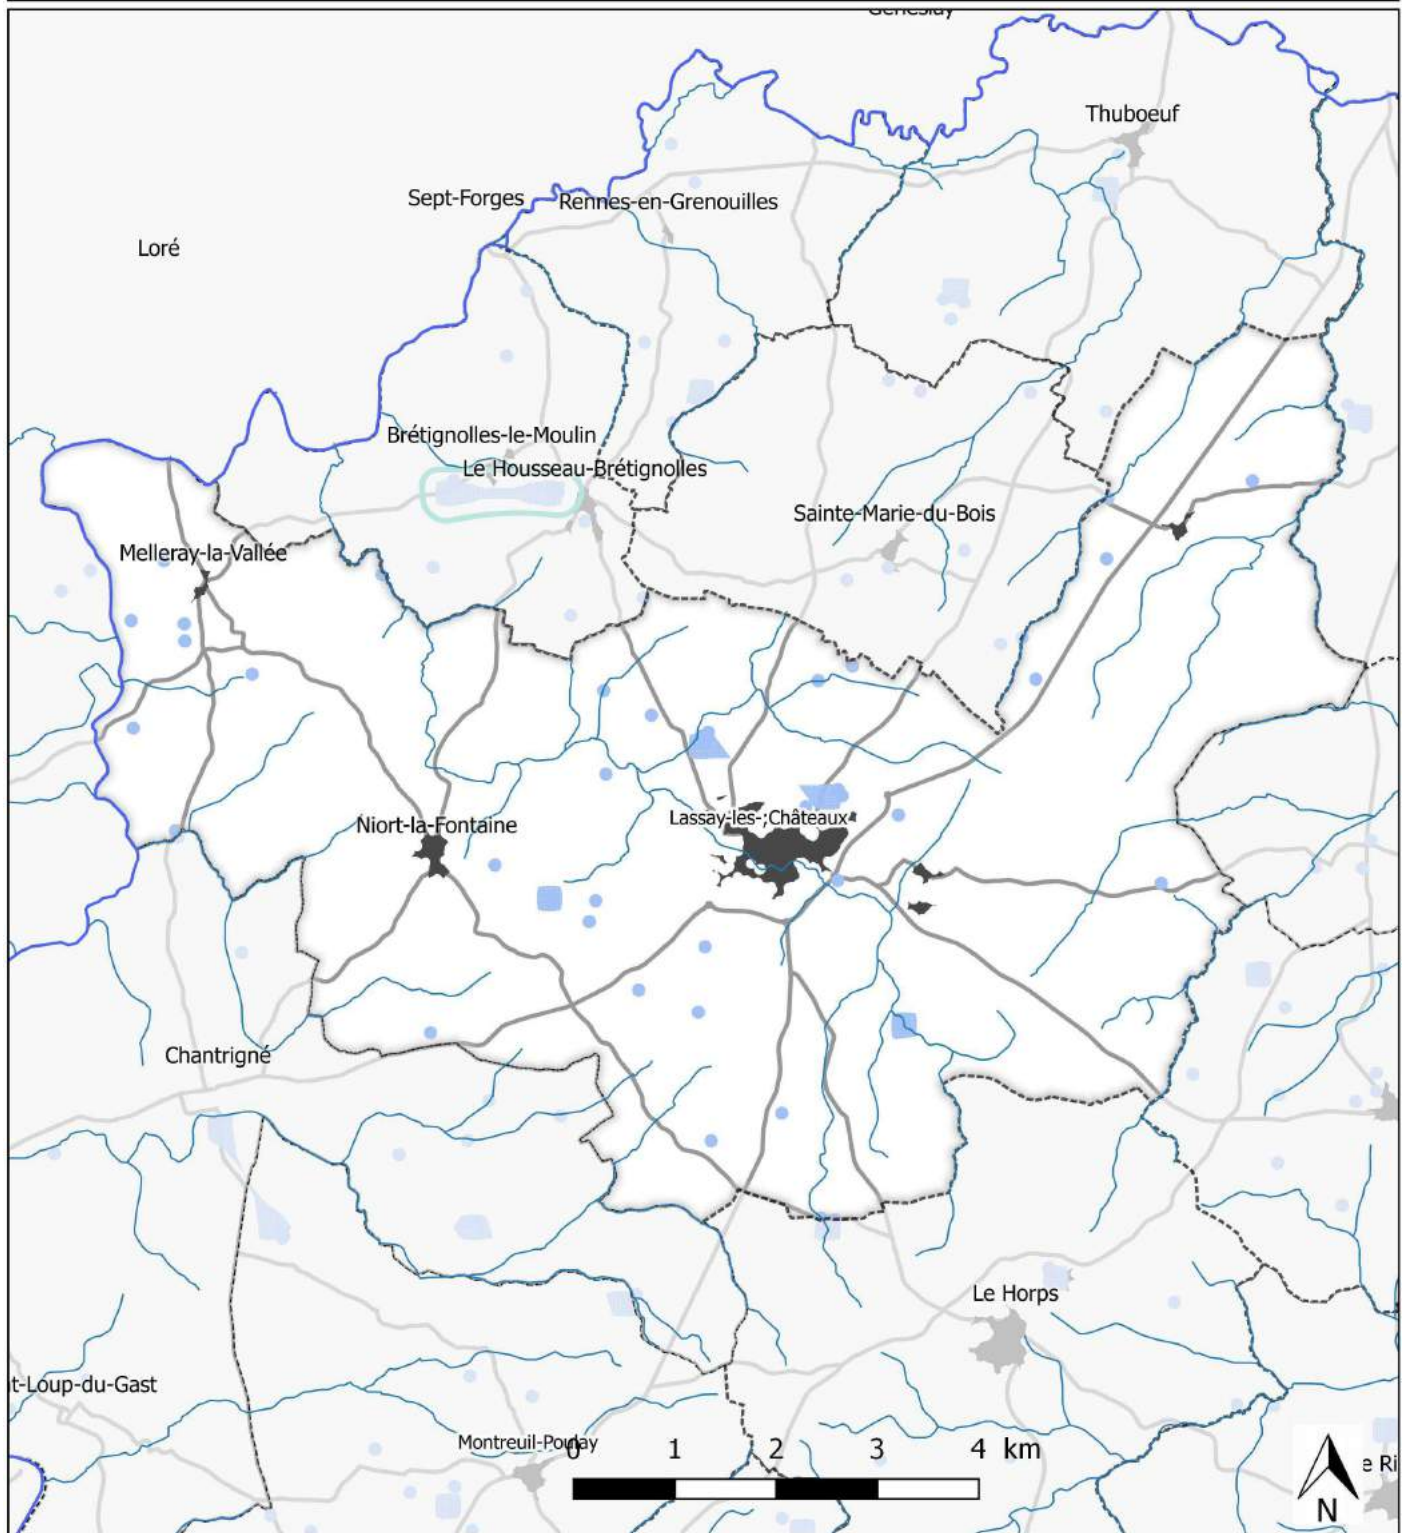 Thuboeuf
Sept-Forges
Rennes-en-Grenouilles
Loré
Brétignolles-le-Moulin
Le Housseau-Brétignolles
Sainte-Marie-du-Bois
Melleray-la-Vallée
Lassay-les-;Châteaux
Niort-la-Fontaine
Chantrigné
Le Horps
t-Loup-du-Gast
Montreuil-Poulay
0 1 2 3 4 km
e Ri
N